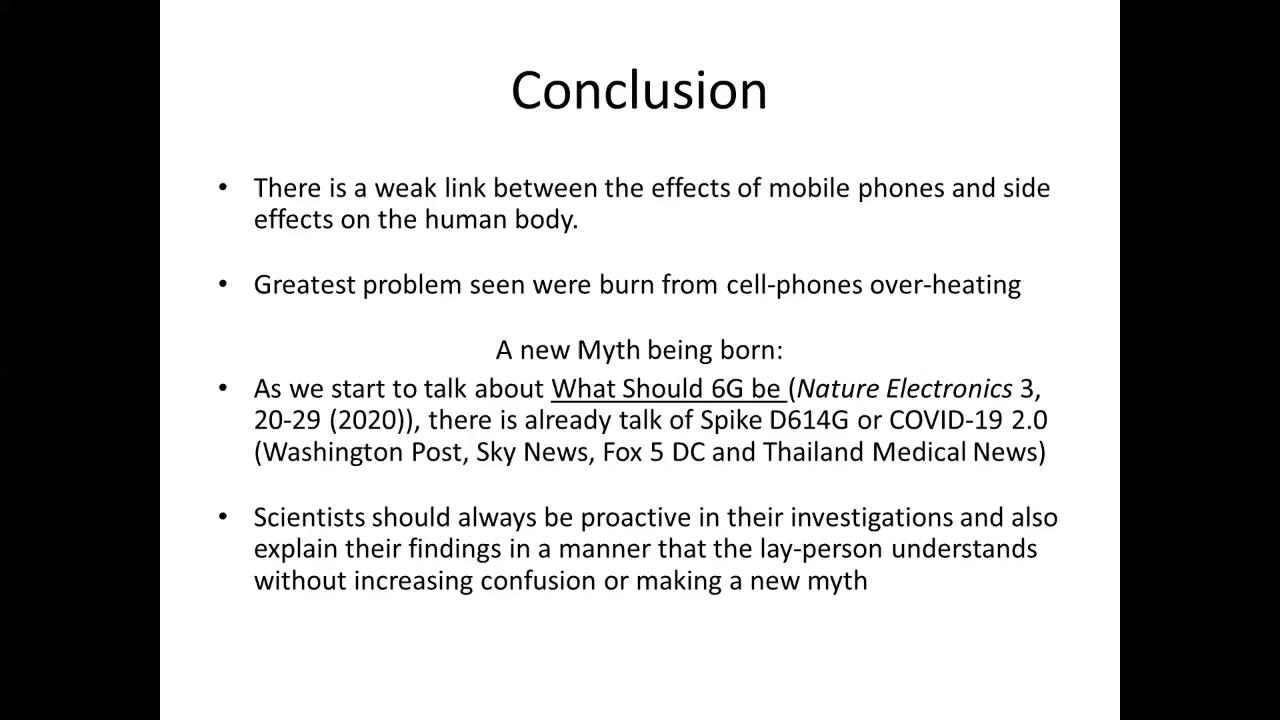 Conclusion
• There is a weak link between the effects of mobile phones and side
effects on the human body.
• Greatest problem seen were burn from cell-phones over-heating
A new Myth being born:
• As we start to talk about What Should 6G be (Nature Electronics 3,
20-29 (2020)), there is already talk of Spike D614G or COVID-19 2.0
(Washington Post, Sky News, Fox 5 DC and Thailand Medical News)
• Scientists should always be proactive in their investigations and also
explain their findings in a manner that the lay-person understands
without increasing confusion or making a new myth